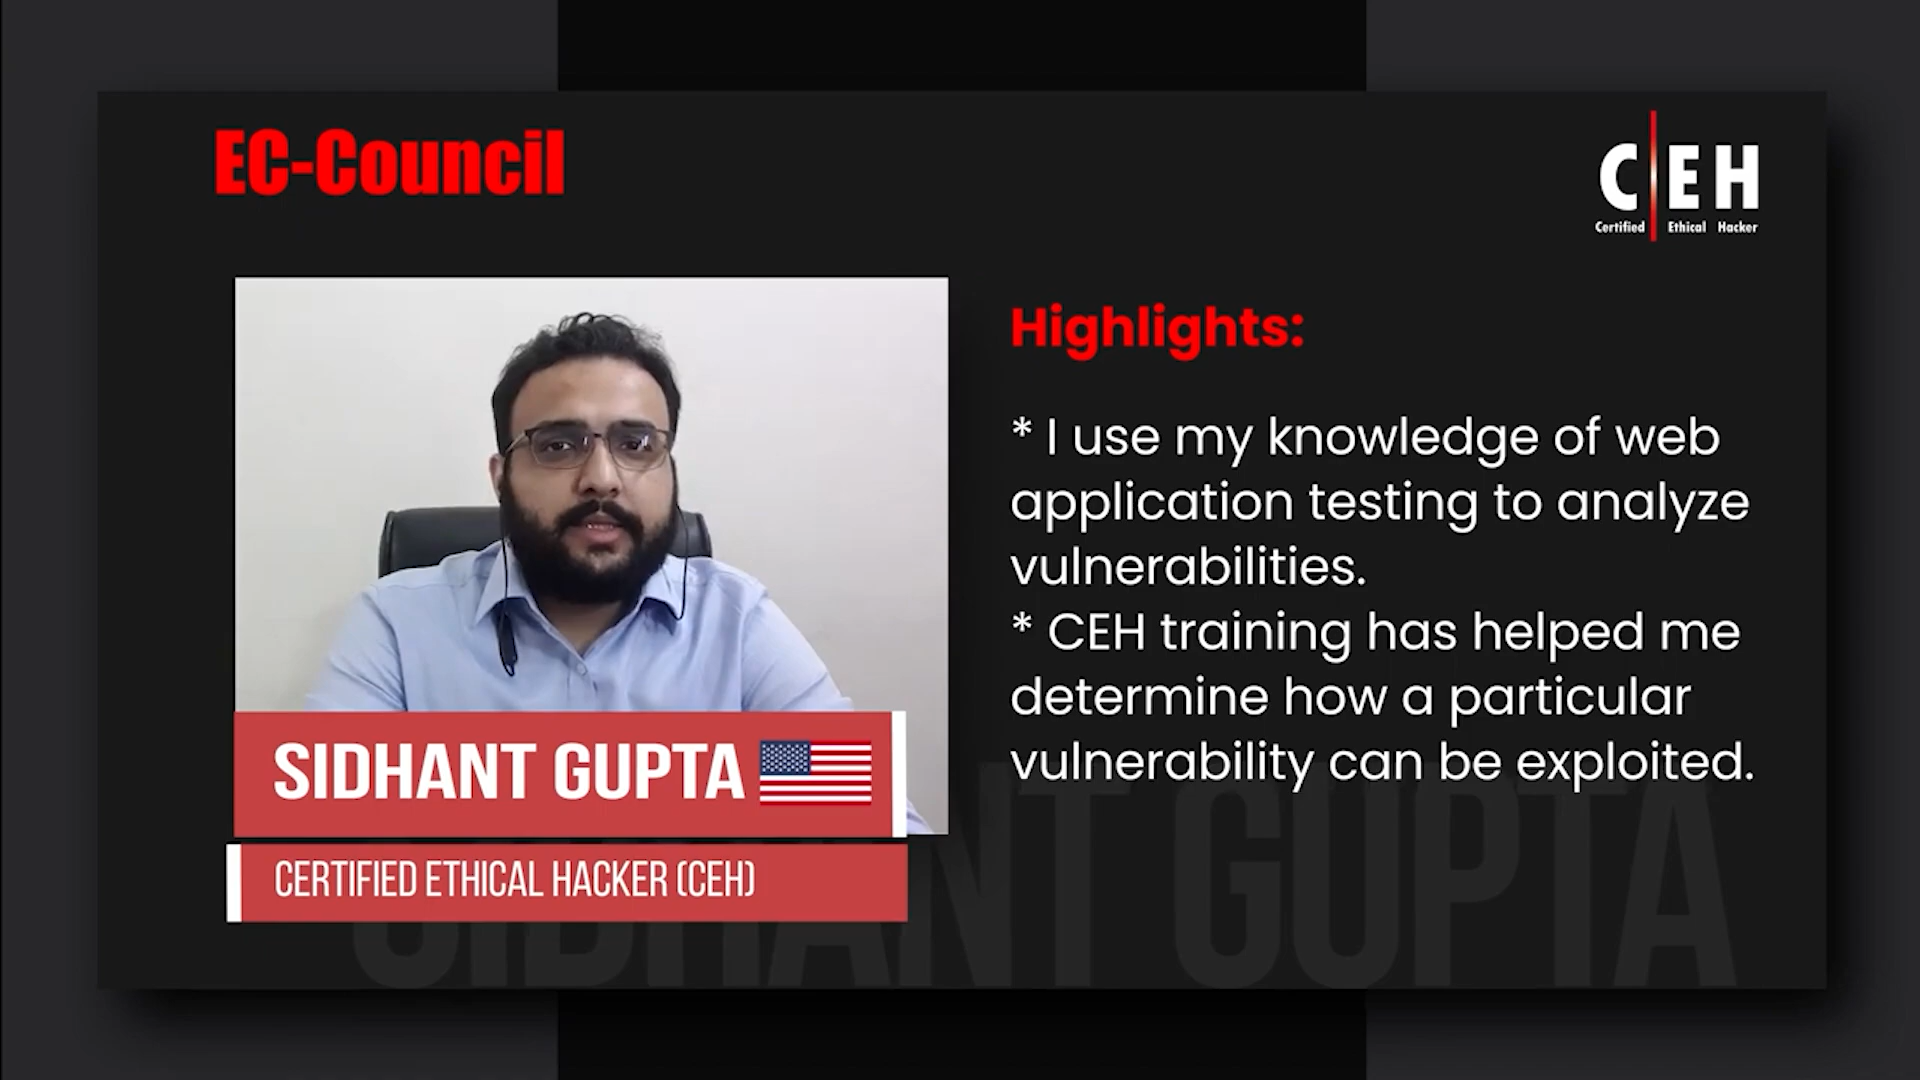 EC-Council
C|EH
Certified Ethical Hacker
Highlights:
* I use my knowledge of web
application testing to analyze
vulnerabilities.
* CEH training has helped me
determine how a particular
vulnerability can be exploited.
SIDHANT GUPTA
CERTIFIED ETHICAL HACKER (CEH)
SIDHANT GUPTA